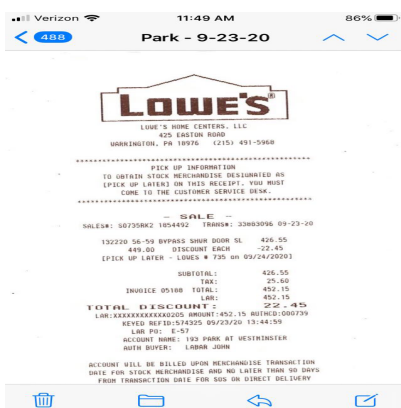 Verizon 11:49 AM 86%
488 Park - 9-23-20
LOWE'S®
LOWE'S HOME CENTERS, LLC
425 EASTON ROAD
WARRINGTON, PA 18976 (215) 491-5968
PICK UP INFORMATION
TO OBTAIN STOCK MERCHANDISE DESIGNATED AS
[PICK UP LATER] ON THIS RECEIPT, YOU MUST
COME TO THE CUSTOMER SERVICE DESK.
- SALE -
SALES#: S0735RK2 1854492 TRANS#: 33883096 09-23-20
132220 56-59 BYPASS SHWR DOOR SL 426.55
449.00 DISCOUNT EACH -22.45
[PICK UP LATER - LOWES # 735 on 09/24/2020]
SUBTOTAL: 426.55
TAX: 25.60
INVOICE 05188 TOTAL: 452.15
LAR: 452.15
TOTAL DISCOUNT: 22.45
LAR:XXXXXXXXXXXX0205 AMOUNT:452.15 AUTHCD:000739
KEYED REFID:574325 09/23/20 13:44:59
LAR PO: E-57
ACCOUNT NAME: 193 PARK AT WESTMINSTER
AUTH BUYER: LABAR JOHN
ACCOUNT WILL BE BILLED UPON MERCHANDISE TRANSACTION
DATE FOR STOCK MERCHANDISE AND NO LATER THAN 90 DAYS
FROM TRANSACTION DATE FOR SOS OR DIRECT DELIVERY